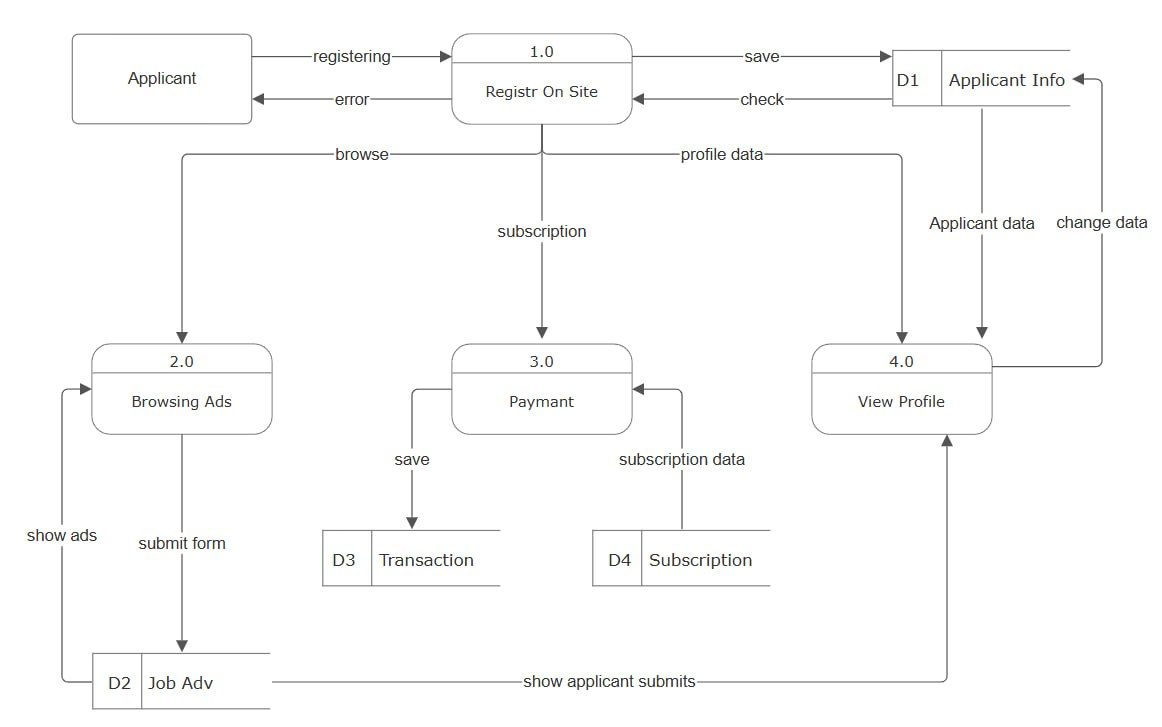 Applicant
registering
error
1.0
Registr On Site
save
check
D1
Applicant Info
browse
profile data
subscription
Applicant data
change data
2.0
Browsing Ads
3.0
Paymant
4.0
View Profile
save
subscription data
show ads
submit form
D3
Transaction
D4
Subscription
D2
Job Adv
show applicant submits